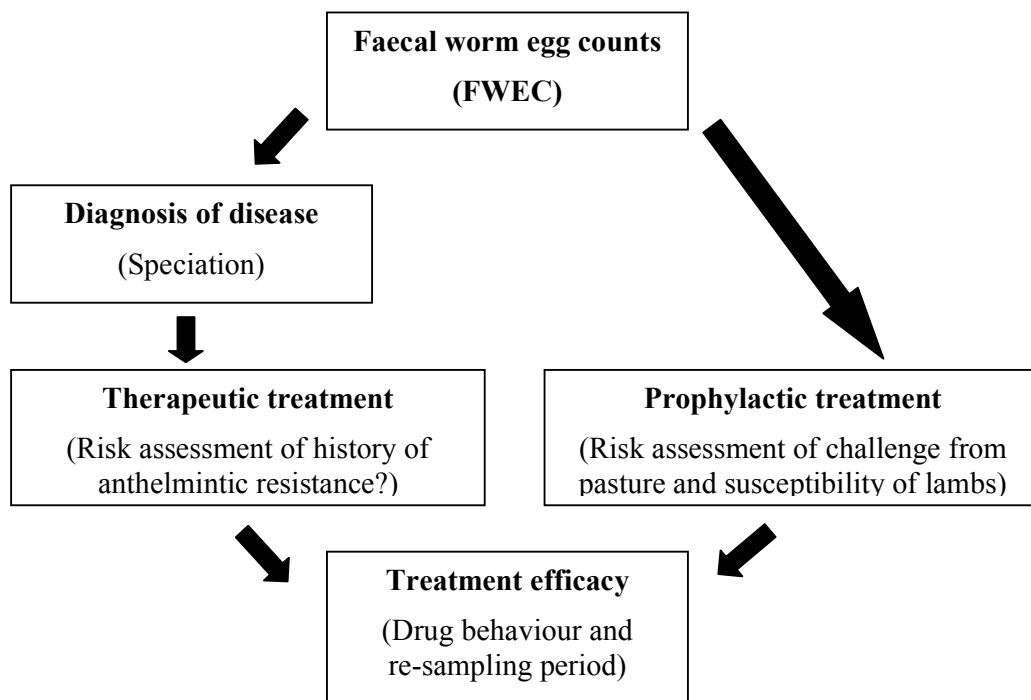 Faecal worm egg counts
(FWEC)
Diagnosis of disease
(Speciation)
Therapeutic treatment
(Risk assessment of history of
anthelmintic resistance?)
Prophylactic treatment
(Risk assessment of challenge from
pasture and susceptibility of lambs)
Treatment efficacy
(Drug behaviour and
re-sampling period)